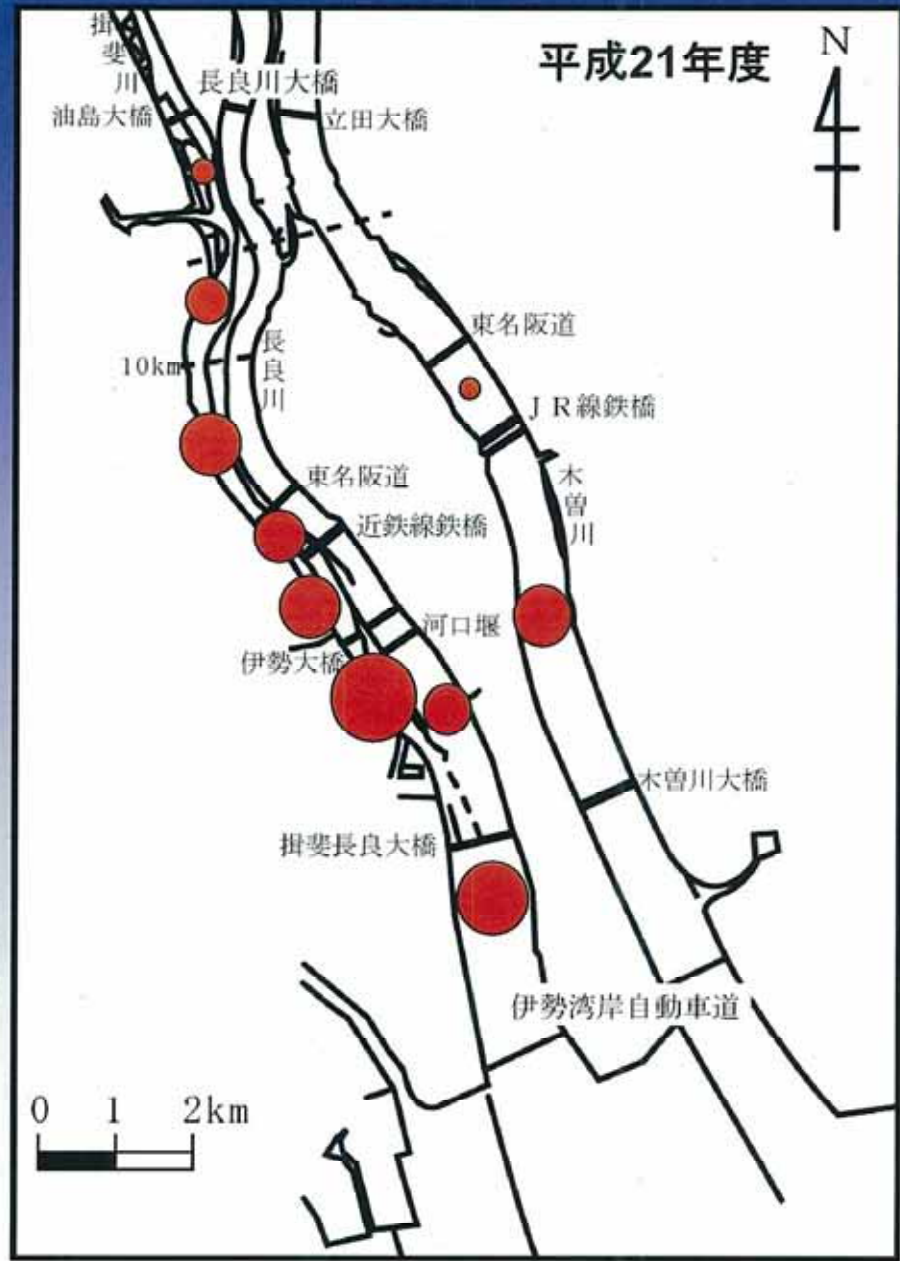 揖斐川
長良川大橋
平成21年度
N
油島大橋
立田大橋
東名阪道
10km
長良川
JR線鉄橋
東名阪道
木曽川
近鉄線鉄橋
河口堰
伊勢大橋
木曽川大橋
揖斐長良大橋
伊勢湾岸自動車道
0 1 2km